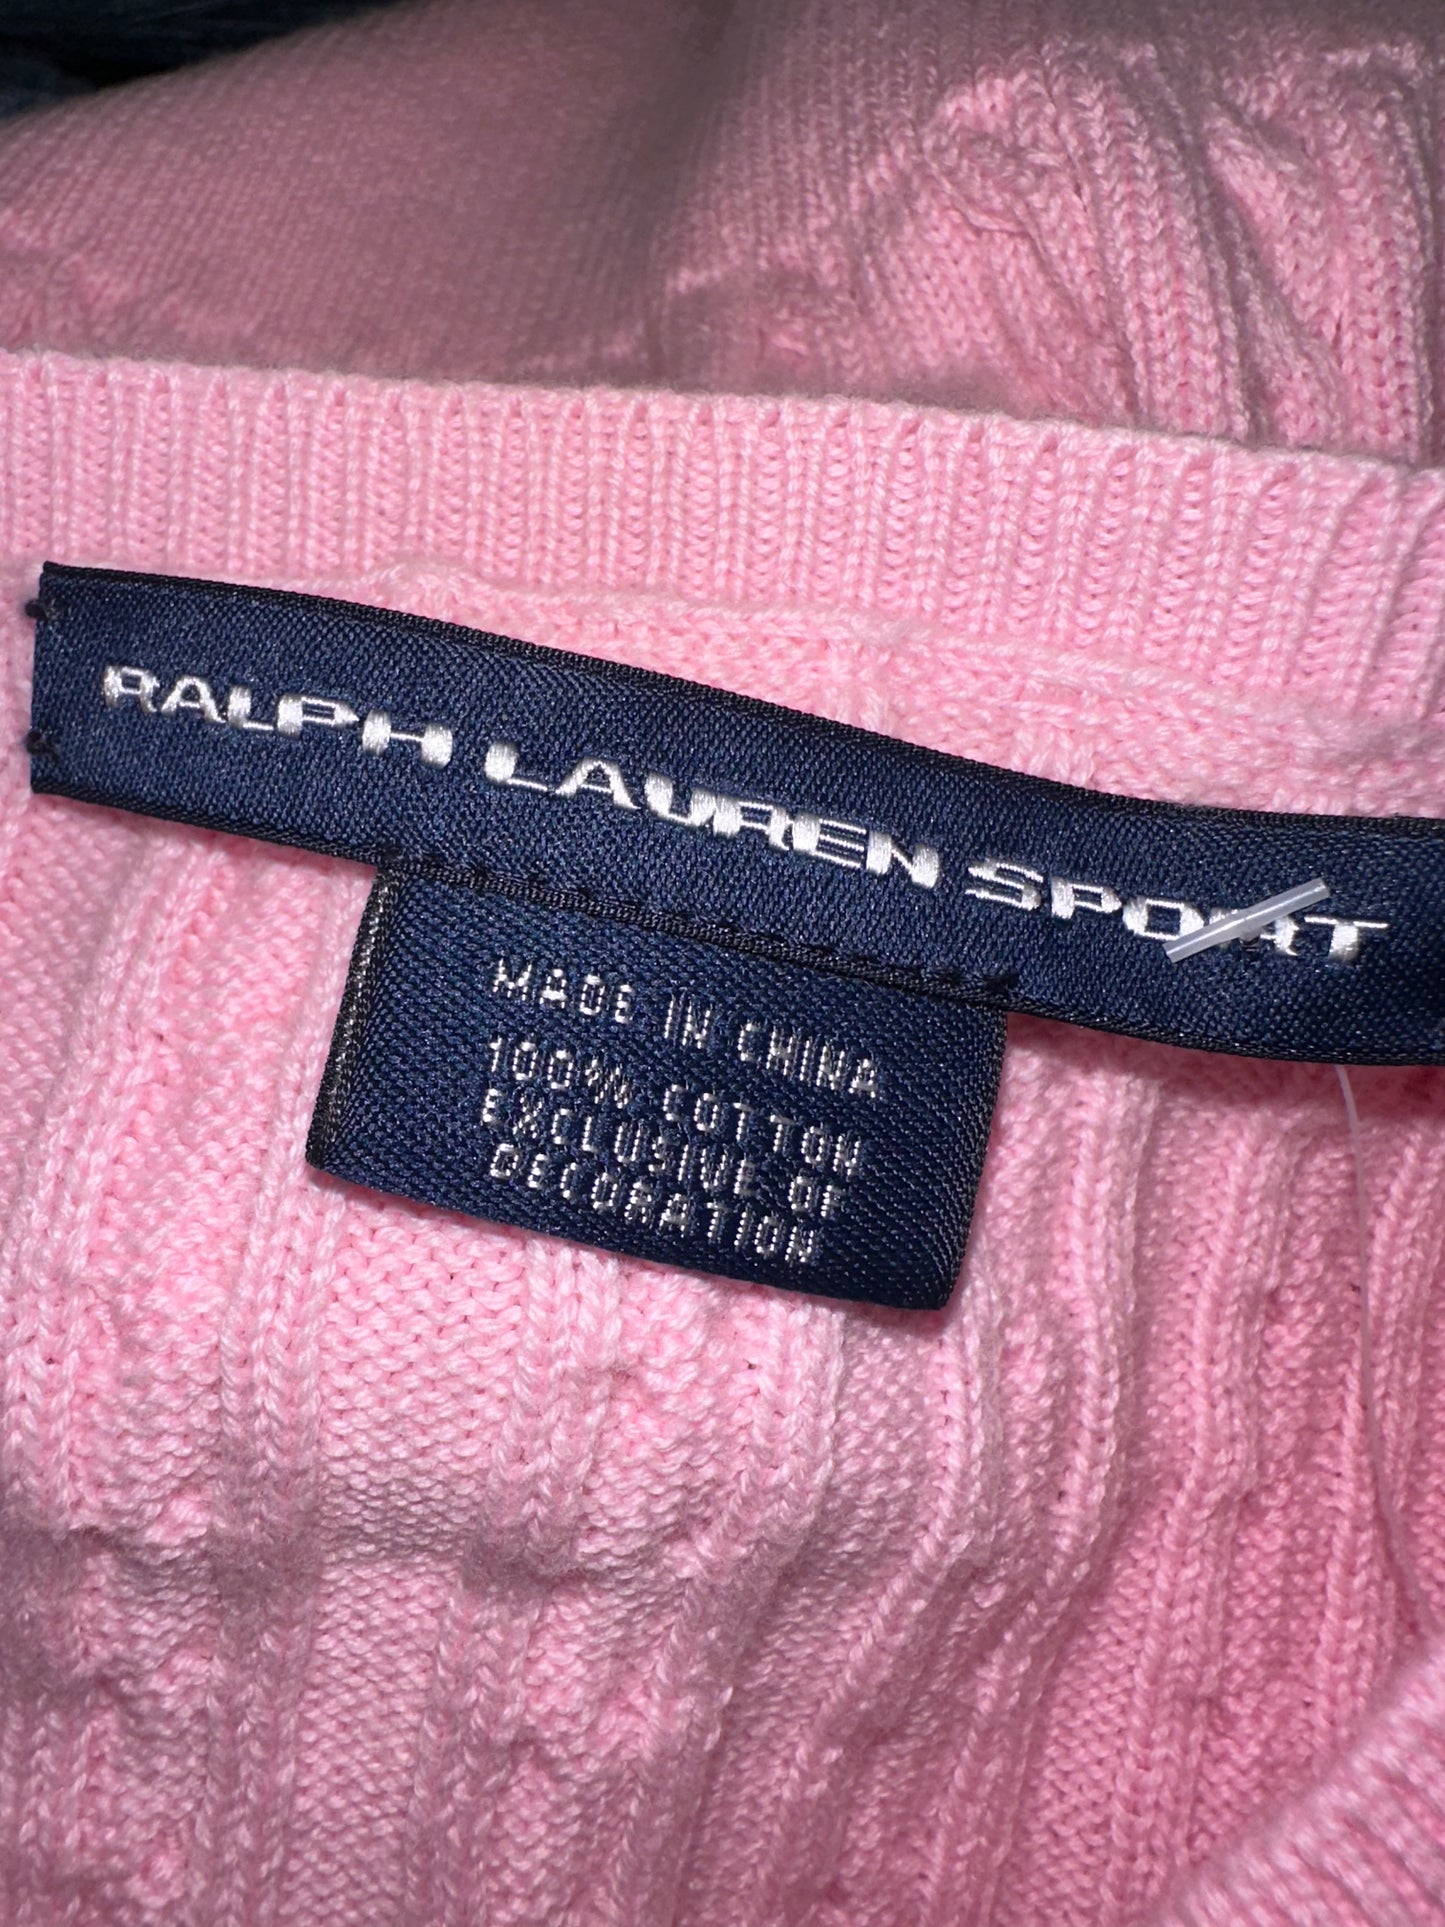 RALPH LAUREN SPORT
MADE IN CHINA
100% COTTON
EXCLUSIVE OF
DECORATION